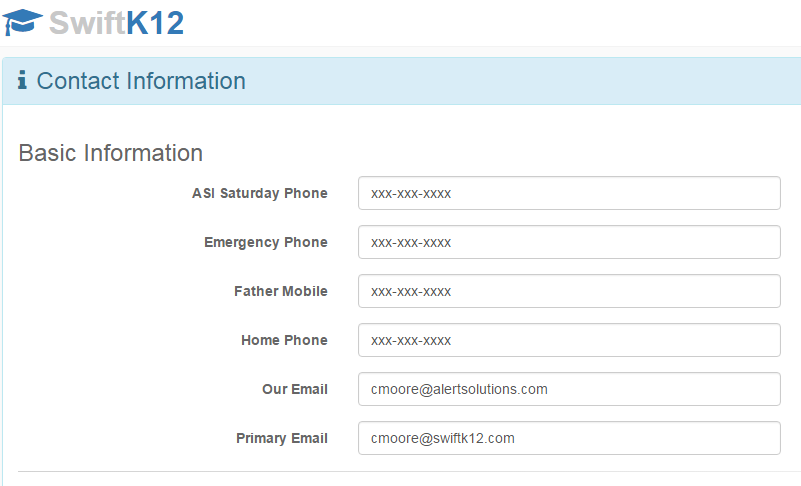 SwiftK12
Contact Information
Basic Information
ASI Saturday Phone xxx-xxx-xxxx
Emergency Phone xxx-xxx-xxxx
Father Mobile xxx-xxx-xxxx
Home Phone xxx-xxx-xxxx
Our Email cmoore@alertsolutions.com
Primary Email cmoore@swiftk12.com